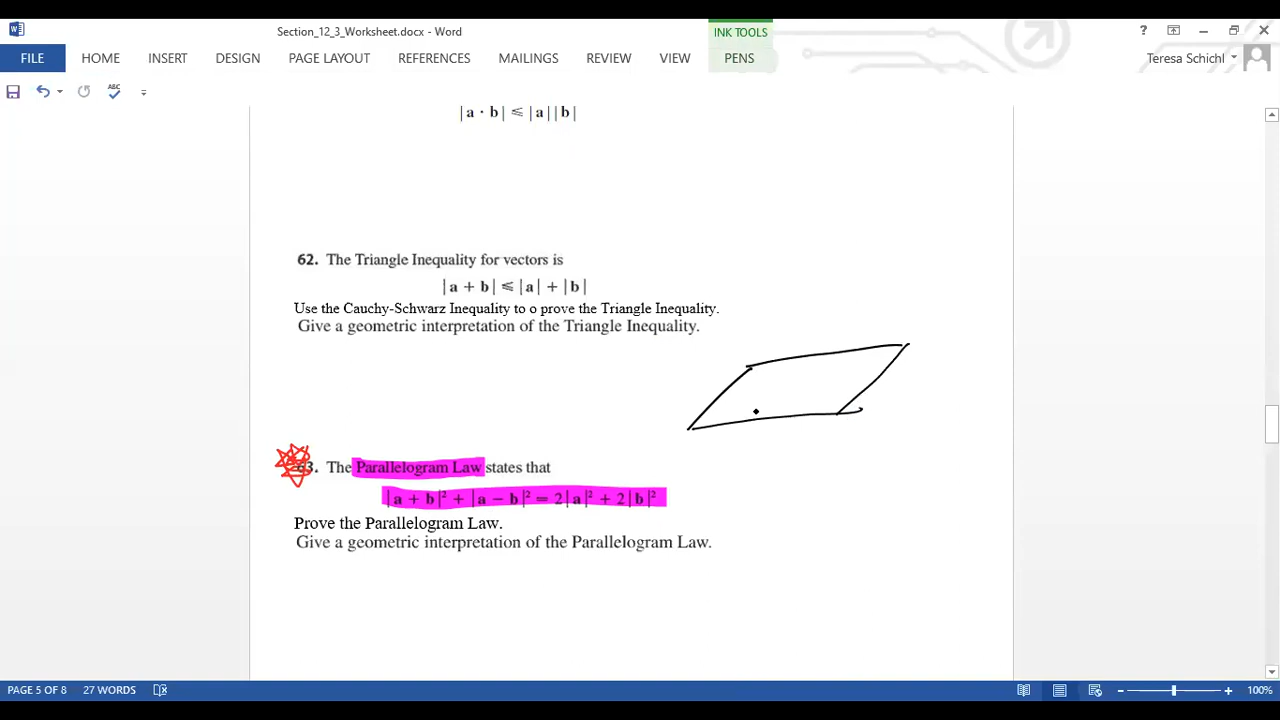 Section_12_3_Worksheet.docx - Word
INK TOOLS
?
FILE HOME INSERT DESIGN PAGE LAYOUT REFERENCES MAILINGS REVIEW VIEW PENS
Teresa Schichl
ABC
|a · b| ≤ |a||b|
62. The Triangle Inequality for vectors is
|a + b| ≤ |a| + |b|
Use the Cauchy-Schwarz Inequality to o prove the Triangle Inequality.
Give a geometric interpretation of the Triangle Inequality.
63. The Parallelogram Law states that
|a + b|² + |a − b|² = 2|a|² + 2|b|²
Prove the Parallelogram Law.
Give a geometric interpretation of the Parallelogram Law.
PAGE 5 OF 8 27 WORDS
100%